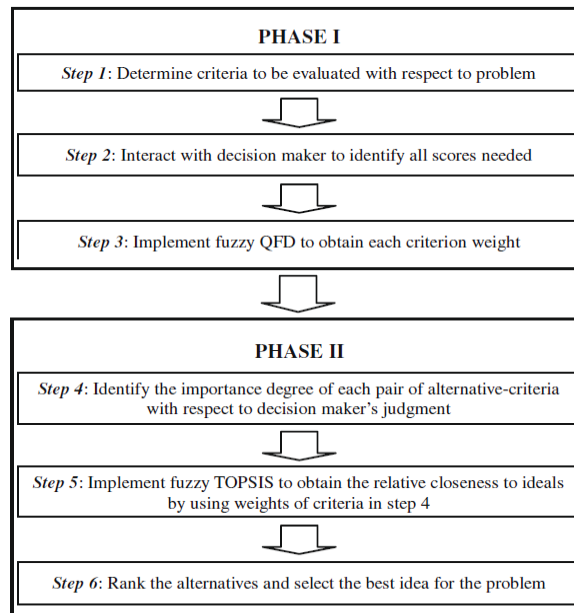 PHASE I
Step 1: Determine criteria to be evaluated with respect to problem
Step 2: Interact with decision maker to identify all scores needed
Step 3: Implement fuzzy QFD to obtain each criterion weight
PHASE II
Step 4: Identify the importance degree of each pair of alternative-criteria
with respect to decision maker's judgment
Step 5: Implement fuzzy TOPSIS to obtain the relative closeness to ideals
by using weights of criteria in step 4
Step 6: Rank the alternatives and select the best idea for the problem